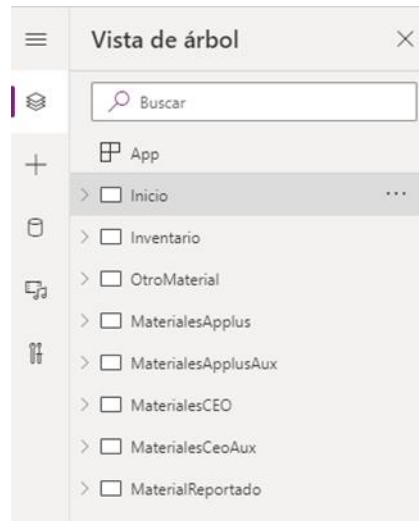 Vista de árbol
Buscar
App
Inicio
Inventario
OtroMaterial
MaterialesApplus
MaterialesApplusAux
MaterialesCEO
MaterialesCeoAux
MaterialReportado